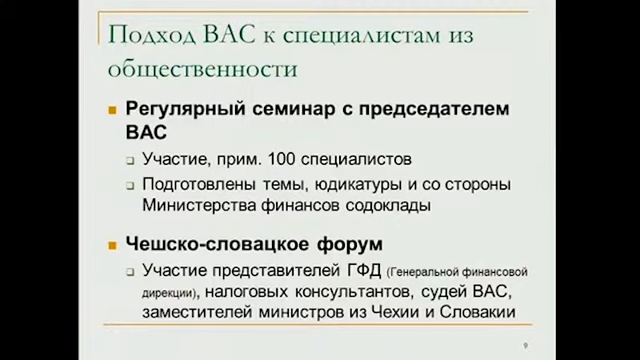 Подход ВАС к специалистам из
общественности
Регулярный семинар с председателем
ВАС
Участие, прим. 100 специалистов
Подготовлены темы, юдикатуры и со стороны
Министерства финансов содоклады
Чешско-словацкое форум
Участие представителей ГФД (Генеральной финансовой
дирекции), налоговых консультантов, судей ВАС,
заместителей министров из Чехии и Словакии
9